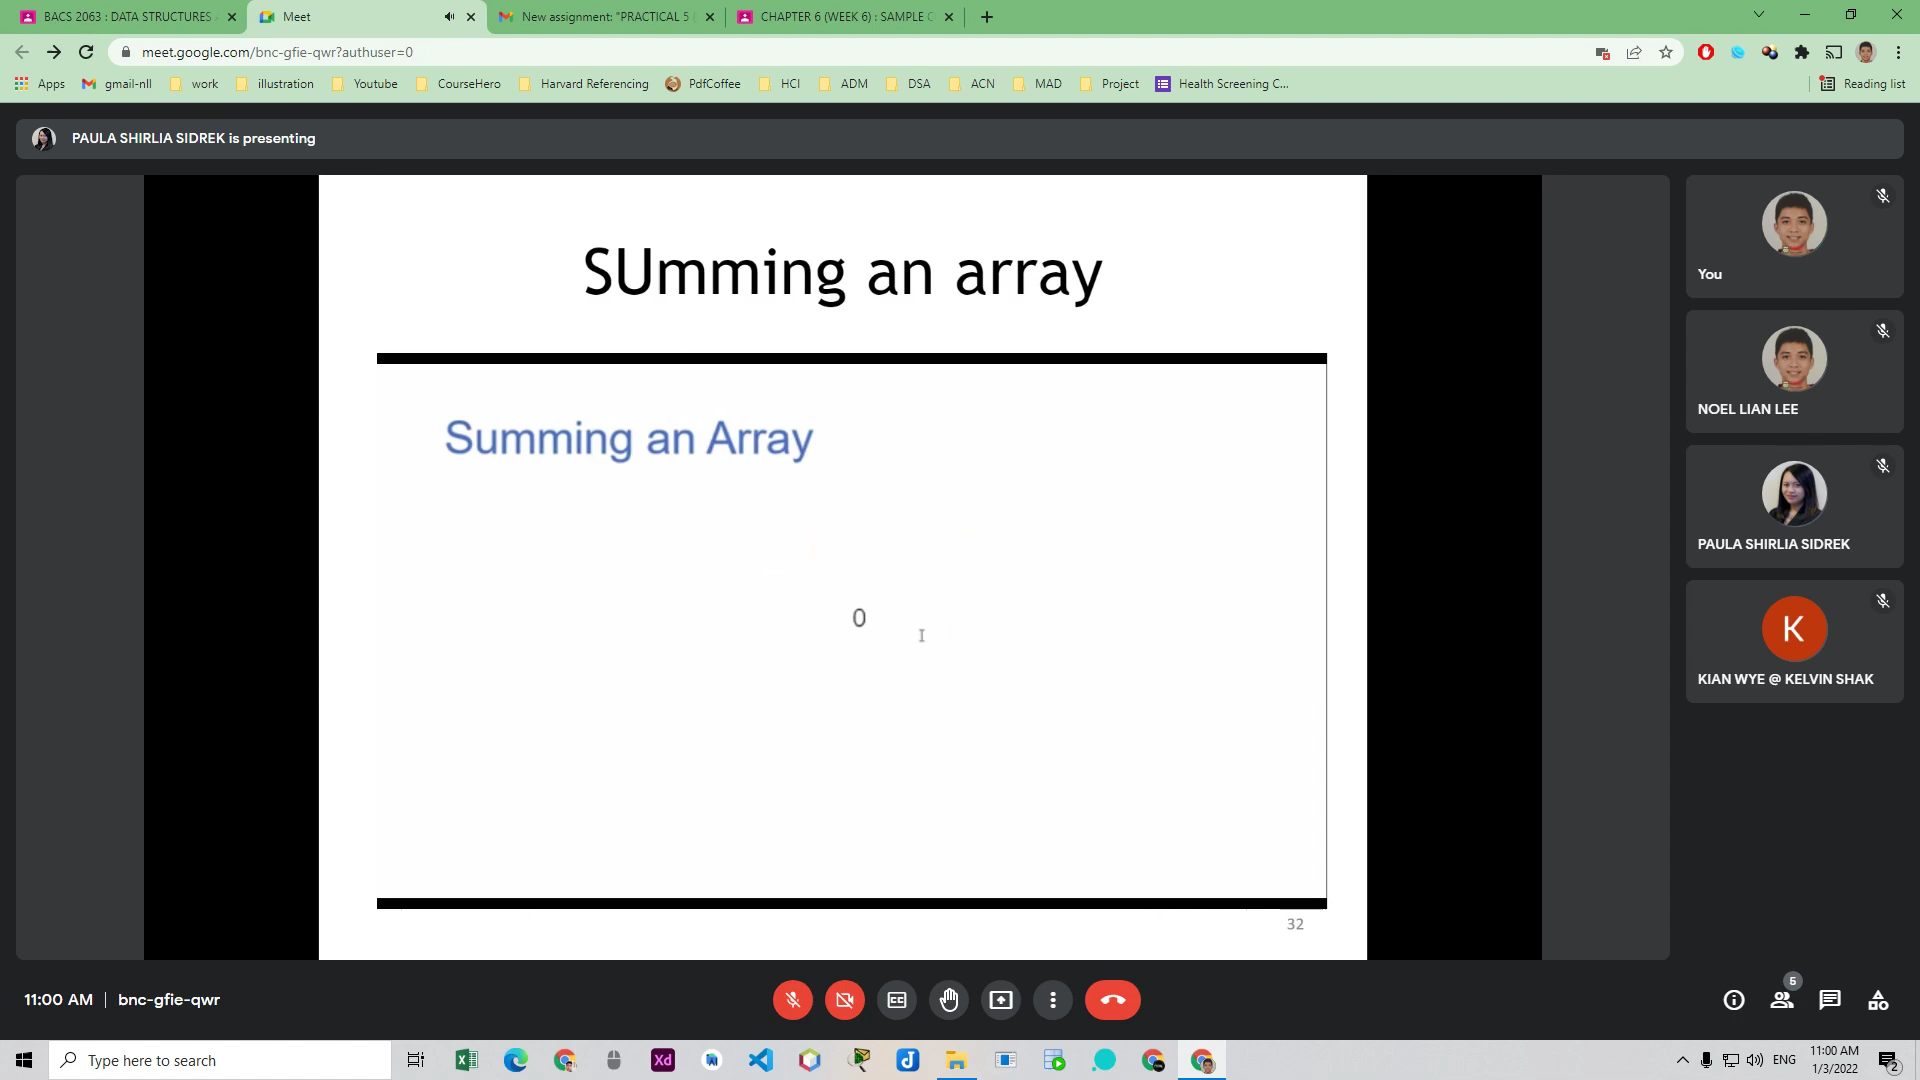 BACS 2063 : DATA STRUCTURES
Meet
New assignment: "PRACTICAL 5
CHAPTER 6 (WEEK 6) : SAMPLE C
meet.google.com/bnc-gfie-qwr?authuser=0
Apps
gmail-nll
work
illustration
Youtube
CourseHero
Harvard Referencing
PdfCoffee
HCI
ADM
DSA
ACN
MAD
Project
Health Screening C...
Reading list
PAULA SHIRLIA SIDREK is presenting
SUmming an array
Summing an Array
0
32
You
NOEL LIAN LEE
PAULA SHIRLIA SIDREK
K
KIAN WYE @ KELVIN SHAK
11:00 AM | bnc-gfie-qwr
5
Type here to search
Xd
ENG
11:00 AM
1/3/2022
2